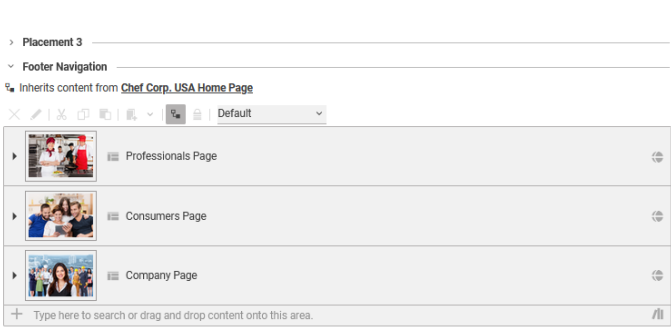 Placement 3
Footer Navigation
Inherits content from Chef Corp. USA Home Page
Default
Professionals Page
Consumers Page
Company Page
Type here to search or drag and drop content onto this area.